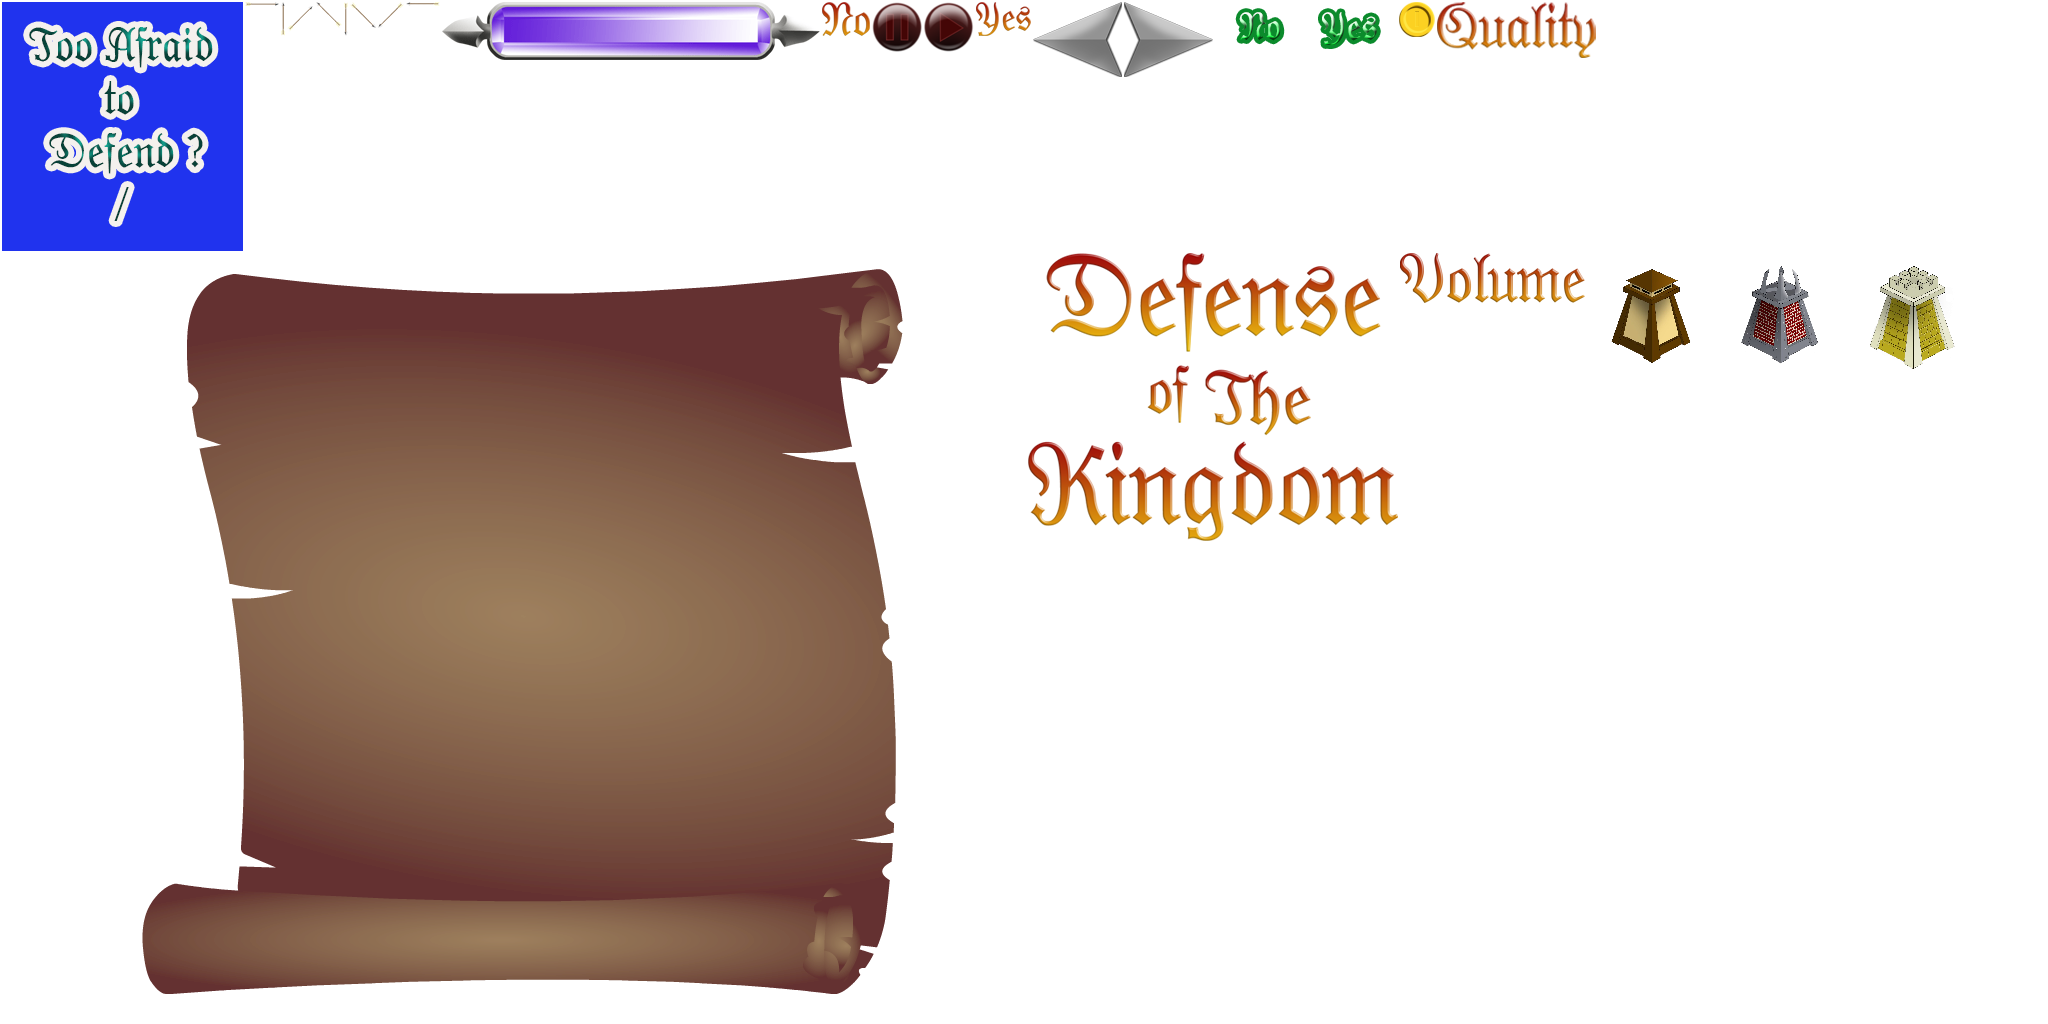 Too Afraid
to
Defend ?
/
No
Yes
No
Yes
Quality
Defense
of The
Kingdom
Volume